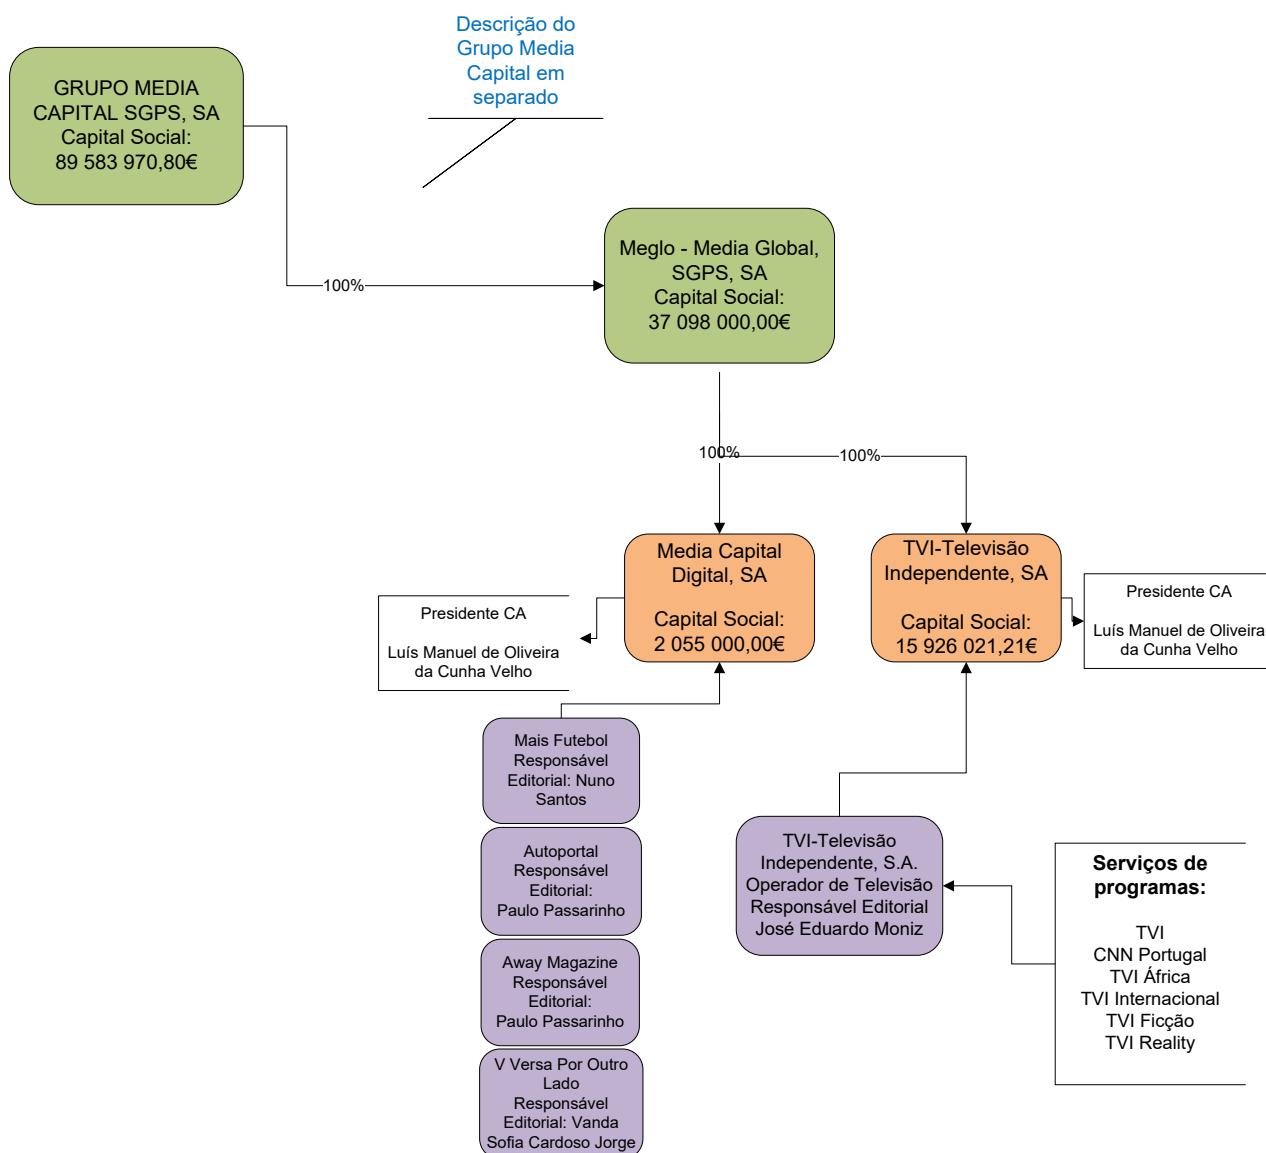 Descrição do
Grupo Media
Capital em
separado
GRUPO MEDIA
CAPITAL SGPS, SA
Capital Social:
89 583 970,80€
100%
Meglo - Media Global,
SGPS, SA
Capital Social:
37 098 000,00€
100%
100%
Media Capital
Digital, SA
Capital Social:
2 055 000,00€
TVI-Televisão
Independente, SA
Capital Social:
15 926 021,21€
Presidente CA
Luís Manuel de Oliveira
da Cunha Velho
Presidente CA
Luís Manuel de Oliveira
da Cunha Velho
Mais Futebol
Responsável
Editorial: Nuno
Santos
Autoportal
Responsável
Editorial:
Paulo Passarinho
Away Magazine
Responsável
Editorial:
Paulo Passarinho
V Versa Por Outro
Lado
Responsável
Editorial: Vanda
Sofia Cardoso Jorge
TVI-Televisão
Independente, S.A.
Operador de Televisão
Responsável Editorial
José Eduardo Moniz
Serviços de
programas:
TVI
CNN Portugal
TVI África
TVI Internacional
TVI Ficção
TVI Reality